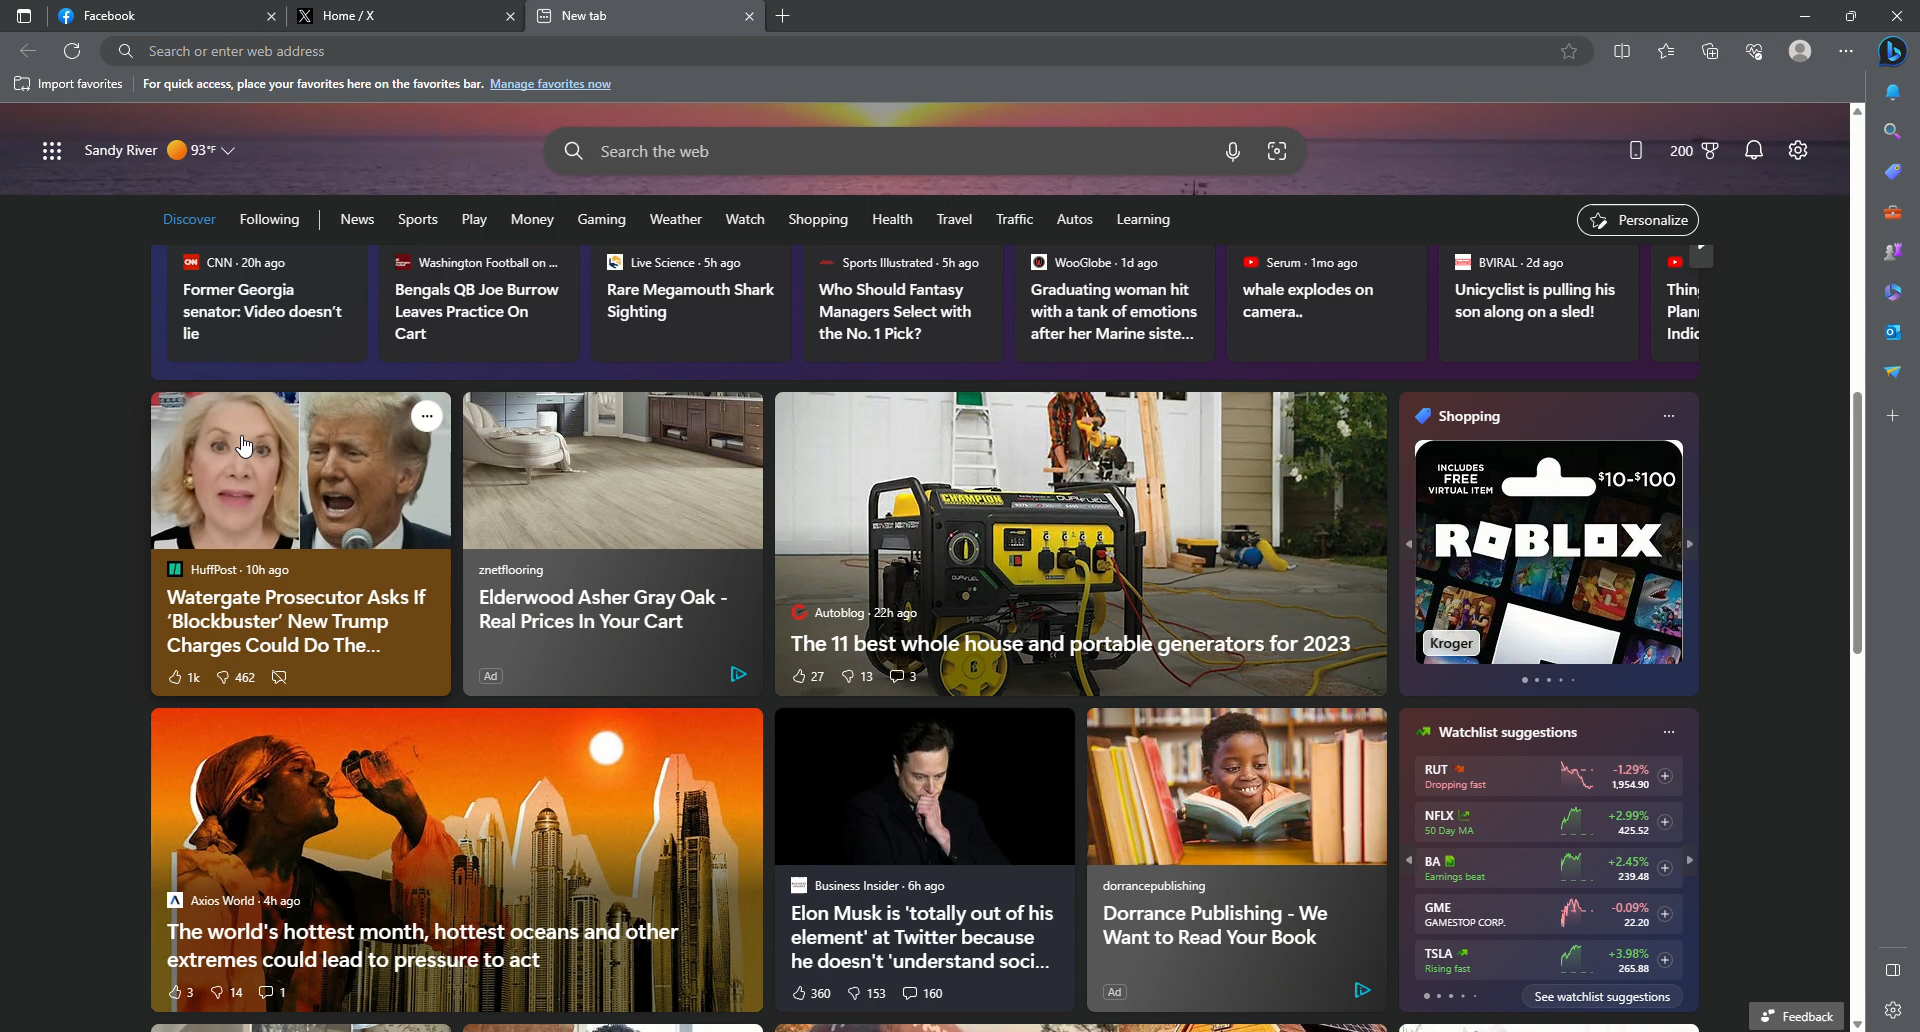 Facebook
Home / X
New tab
Search or enter web address
Import favorites
For quick access, place your favorites here on the favorites bar. Manage favorites now
Sandy River 93°F
Search the web
200
Discover Following News Sports Play Money Gaming Weather Watch Shopping Health Travel Traffic Autos Learning
Personalize
CNN · 20h ago
Former Georgia
senator: Video doesn't
lie
Washington Football on ...
Bengals QB Joe Burrow
Leaves Practice On
Cart
Live Science · 5h ago
Rare Megamouth Shark
Sighting
Sports Illustrated · 5h ago
Who Should Fantasy
Managers Select with
the No. 1 Pick?
WooGlobe · 1d ago
Graduating woman hit
with a tank of emotions
after her Marine siste...
Serum · 1mo ago
whale explodes on
camera..
BVIRAL · 2d ago
Unicyclist is pulling his
son along on a sled!
Thin
Plan
Indic
HuffPost · 10h ago
Watergate Prosecutor Asks If
'Blockbuster' New Trump
Charges Could Do The...
1k 462
znetflooring
Elderwood Asher Gray Oak -
Real Prices In Your Cart
Ad
CHAMPION
Autoblog · 22h ago
The 11 best whole house and portable generators for 2023
27 13 3
Shopping
INCLUDES
FREE
VIRTUAL ITEM
$10-$100
ROBLOX
Kroger
Axios World · 4h ago
The world's hottest month, hottest oceans and other
extremes could lead to pressure to act
3 14 1
Business Insider · 6h ago
Elon Musk is 'totally out of his
element' at Twitter because
he doesn't 'understand soci...
360 153 160
dorrancepublishing
Dorrance Publishing - We
Want to Read Your Book
Ad
Watchlist suggestions
RUT -1.29%
Dropping fast 1,954.90
NFLX +2.99%
50 Day MA 425.52
BA +2.45%
Earnings beat 239.48
GME -0.09%
GAMESTOP CORP. 22.20
TSLA +3.98%
Rising fast 265.88
See watchlist suggestions
Feedback